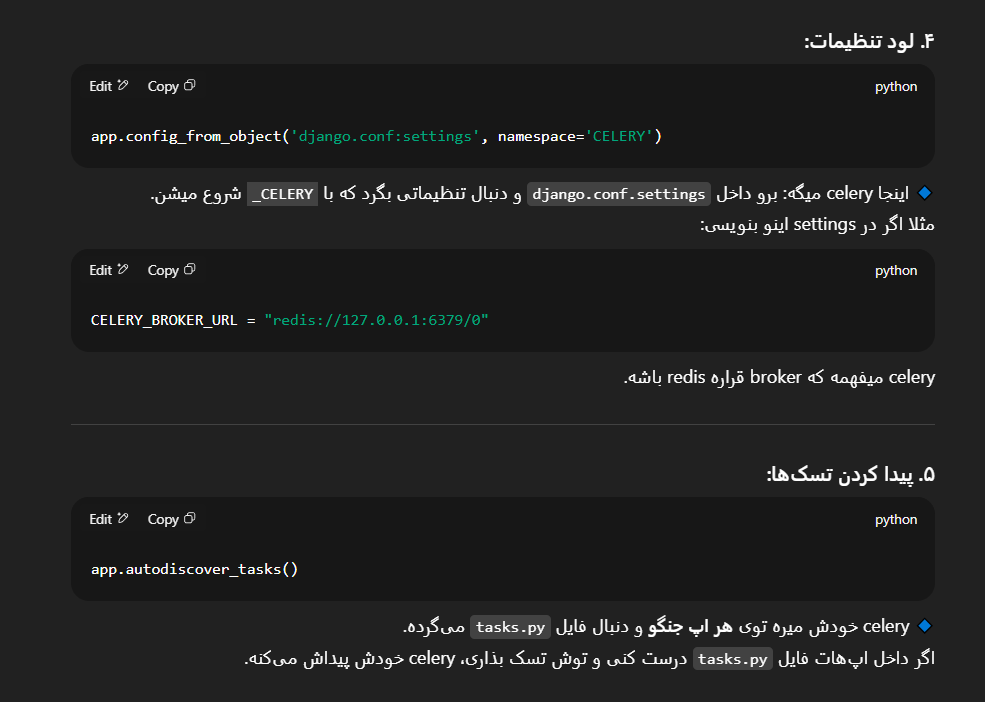 ۴. لود تنظیمات:
python Copy Edit
app.config_from_object('django.conf:settings', namespace='CELERY')
اینجا celery میگه: برو داخل django.conf.settings و دنبال تنظیماتی بگرد که با CELERY_ شروع میشن.
مثلا اگر در settings اینو بنویسی:
python Copy Edit
CELERY_BROKER_URL = "redis://127.0.0.1:6379/0"
celery میفهمه که broker قراره redis باشه.
۵. پیدا کردن تسک‌ها:
python Copy Edit
app.autodiscover_tasks()
celery خودش میره توی هر اپ جنگو و دنبال فایل tasks.py می‌گرده.
اگر داخل اپ‌هات فایل tasks.py درست کنی و توش تسک بذاری، celery خودش پیداش می‌کنه.